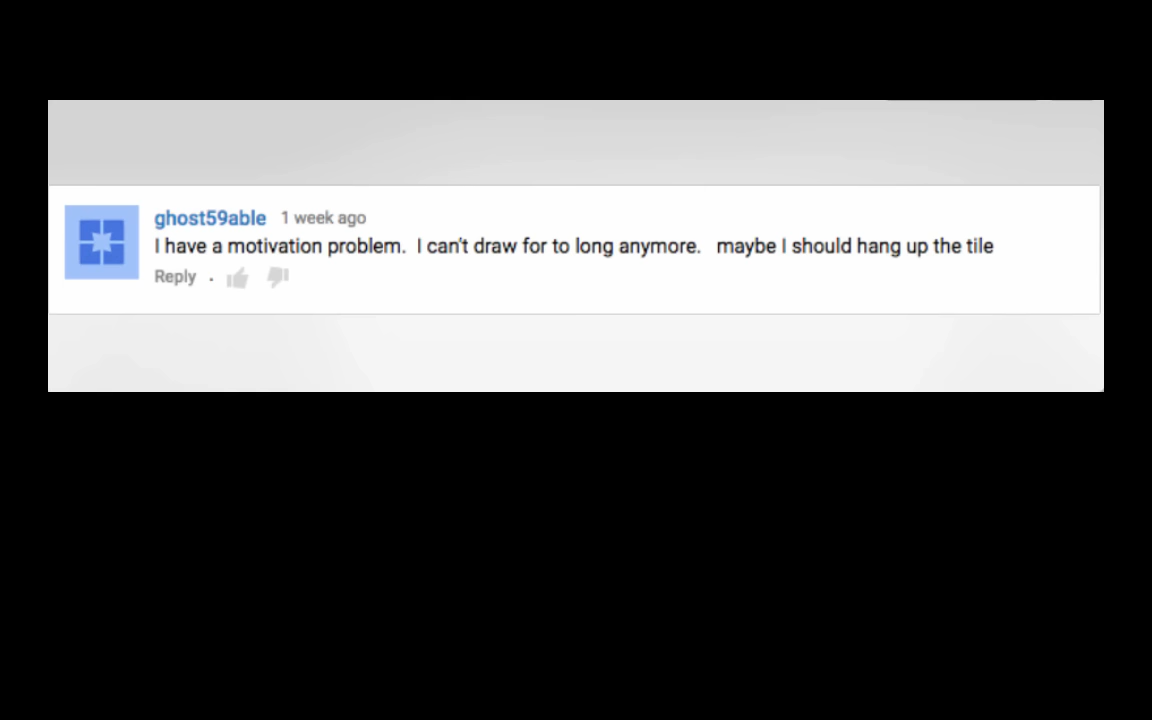 ghost59able 1 week ago
I have a motivation problem.  I can't draw for to long anymore.   maybe I should hang up the tile
Reply .